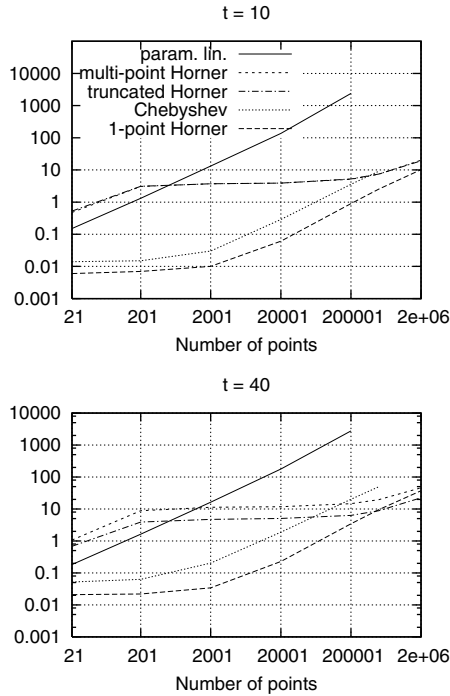 t = 10
param. lin.
multi-point Horner
truncated Horner
Chebyshev
1-point Horner
10000
1000
100
10
1
0.1
0.01
0.001
21 201 2001 20001 200001 2e+06
Number of points
t = 40
10000
1000
100
10
1
0.1
0.01
0.001
21 201 2001 20001 200001 2e+06
Number of points